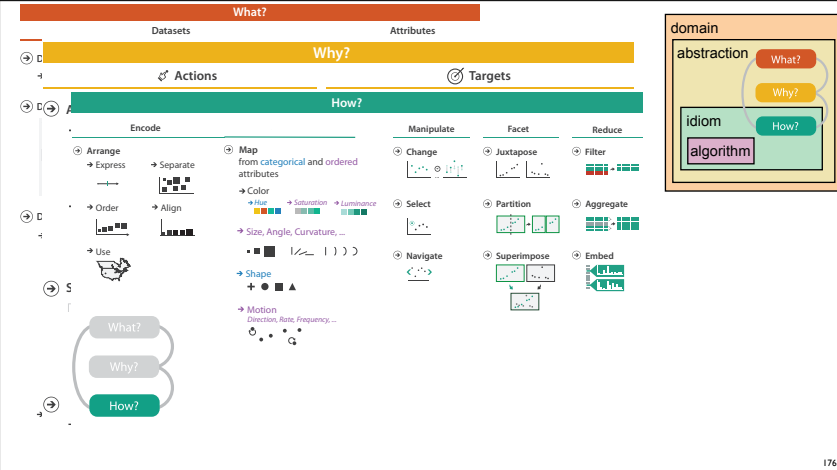 What?
Datasets
Attributes
Why?
Actions
Targets
How?
Encode
Manipulate
Facet
Reduce
Arrange
Express
Separate
Order
Align
Use
Map
from categorical and ordered
attributes
Color
Hue
Saturation
Luminance
Size, Angle, Curvature, ...
Shape
Motion
Direction, Rate, Frequency, ...
Change
Juxtapose
Filter
Select
Partition
Aggregate
Navigate
Superimpose
Embed
What?
Why?
How?
domain
abstraction
What?
Why?
idiom
How?
algorithm
176